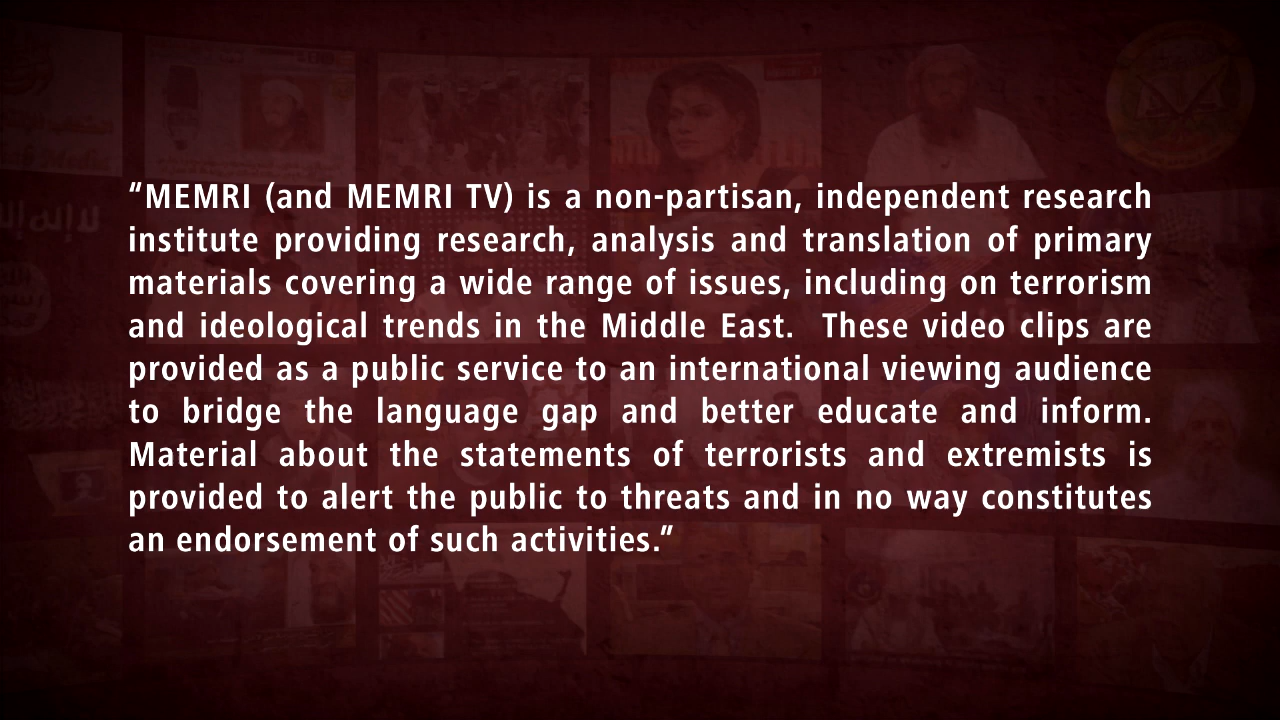 “MEMRI (and MEMRI TV) is a non-partisan, independent research
institute providing research, analysis and translation of primary
materials covering a wide range of issues, including on terrorism
and ideological trends in the Middle East.  These video clips are
provided as a public service to an international viewing audience
to bridge the language gap and better educate and inform.
Material about the statements of terrorists and extremists is
provided to alert the public to threats and in no way constitutes
an endorsement of such activities.”